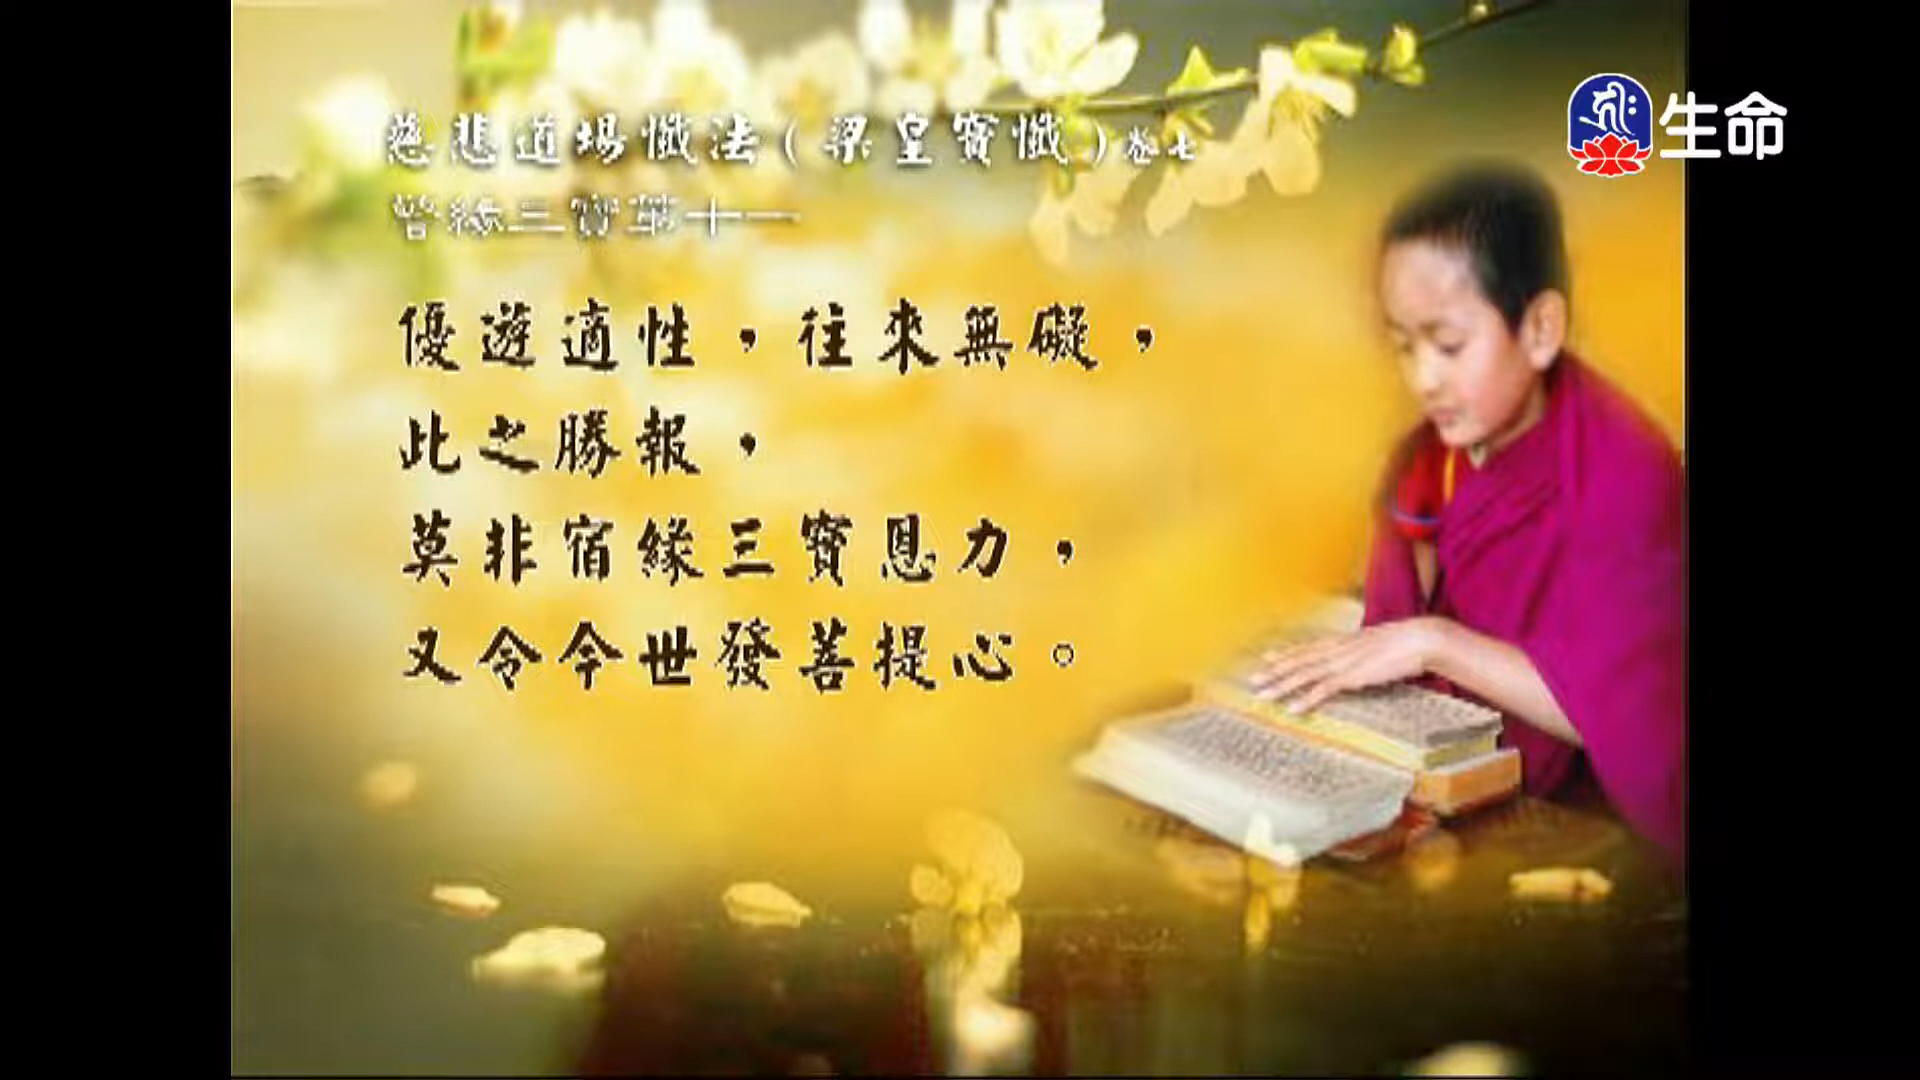 慈悲道場懺法(梁皇寶懺)卷七
警緣三寶第十一
優遊適性,往來無礙,
此之勝報,
莫非宿緣三寶恩力,
又令今世發菩提心。
生命